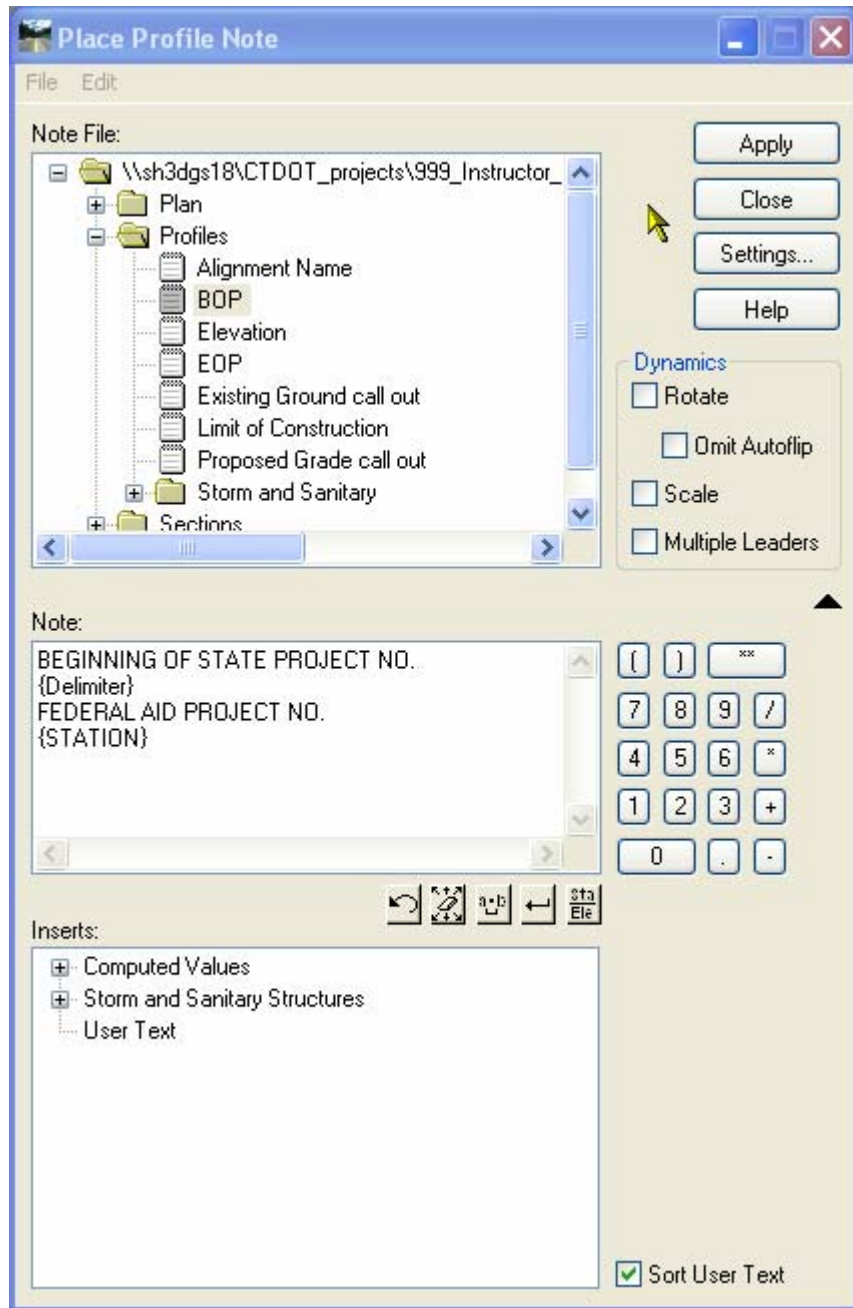 Place Profile Note
File Edit
Note File:
\\sh3dgs18\CTDOT_projects\999_Instructor_
Plan
Profiles
Alignment Name
BOP
Elevation
EOP
Existing Ground call out
Limit of Construction
Proposed Grade call out
Storm and Sanitary
Sections
Apply
Close
Settings...
Help
Dynamics
Rotate
Omit Autoflip
Scale
Multiple Leaders
Note:
BEGINNING OF STATE PROJECT NO.
{Delimiter}
FEDERAL AID PROJECT NO.
{STATION}
( ) **
7 8 9 /
4 5 6 *
1 2 3 +
0 . -
a•b
Sta
Ele
Inserts:
Computed Values
Storm and Sanitary Structures
User Text
Sort User Text